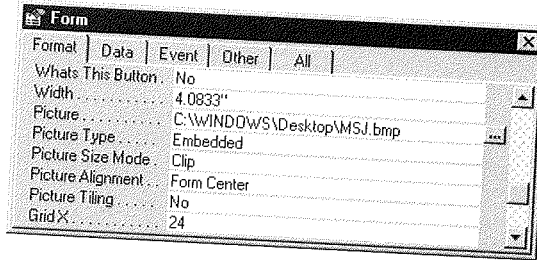 Form
Format Data Event Other All
Whats This Button . No
Width . . . . . . . . . . . 4.0833"
Picture . . . . . . . . . . C:\WINDOWS\Desktop\MSJ.bmp ...
Picture Type . . . . . Embedded
Picture Size Mode . Clip
Picture Alignment . . Form Center
Picture Tiling . . . . . No
Grid X . . . . . . . . . . . 24